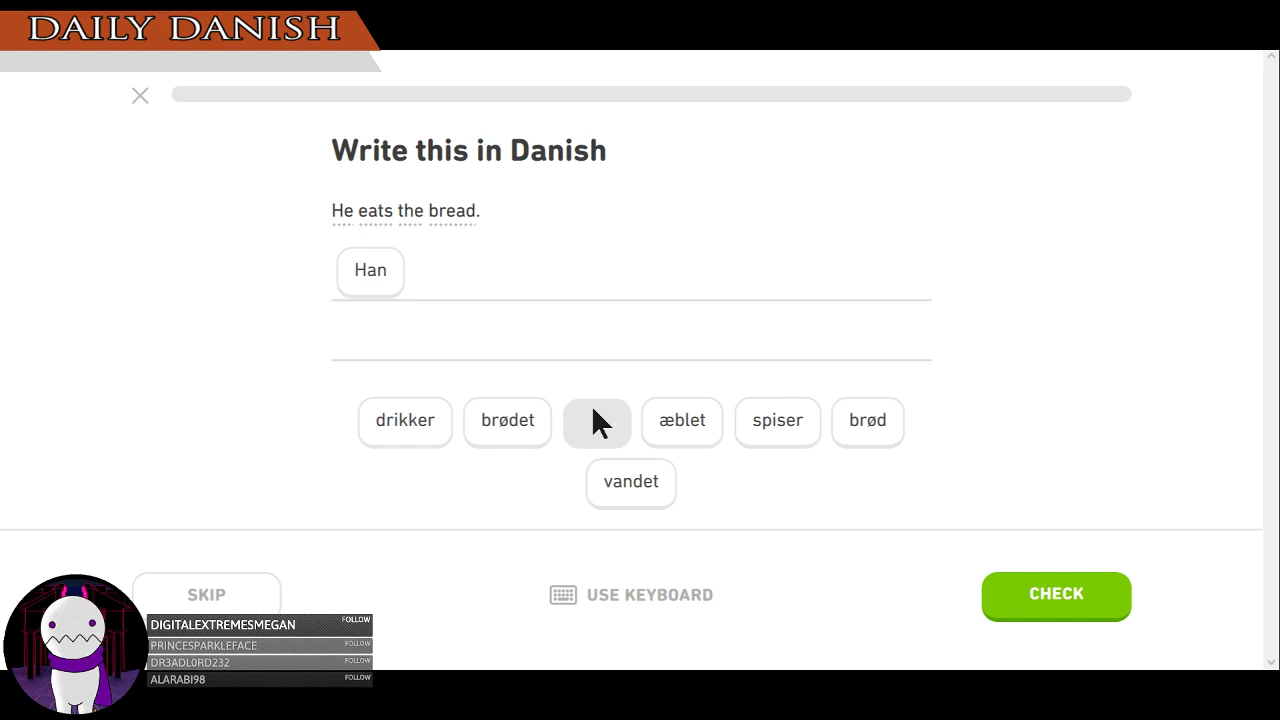 DAILY DANISH
Write this in Danish
He eats the bread.
Han
drikker brødet æblet spiser brød
vandet
SKIP USE KEYBOARD CHECK
DIGITALEXTREMESMEGAN FOLLOW
PRINCESPARKLEFACE FOLLOW
DR3ADL0RD232 FOLLOW
ALARABI98 FOLLOW